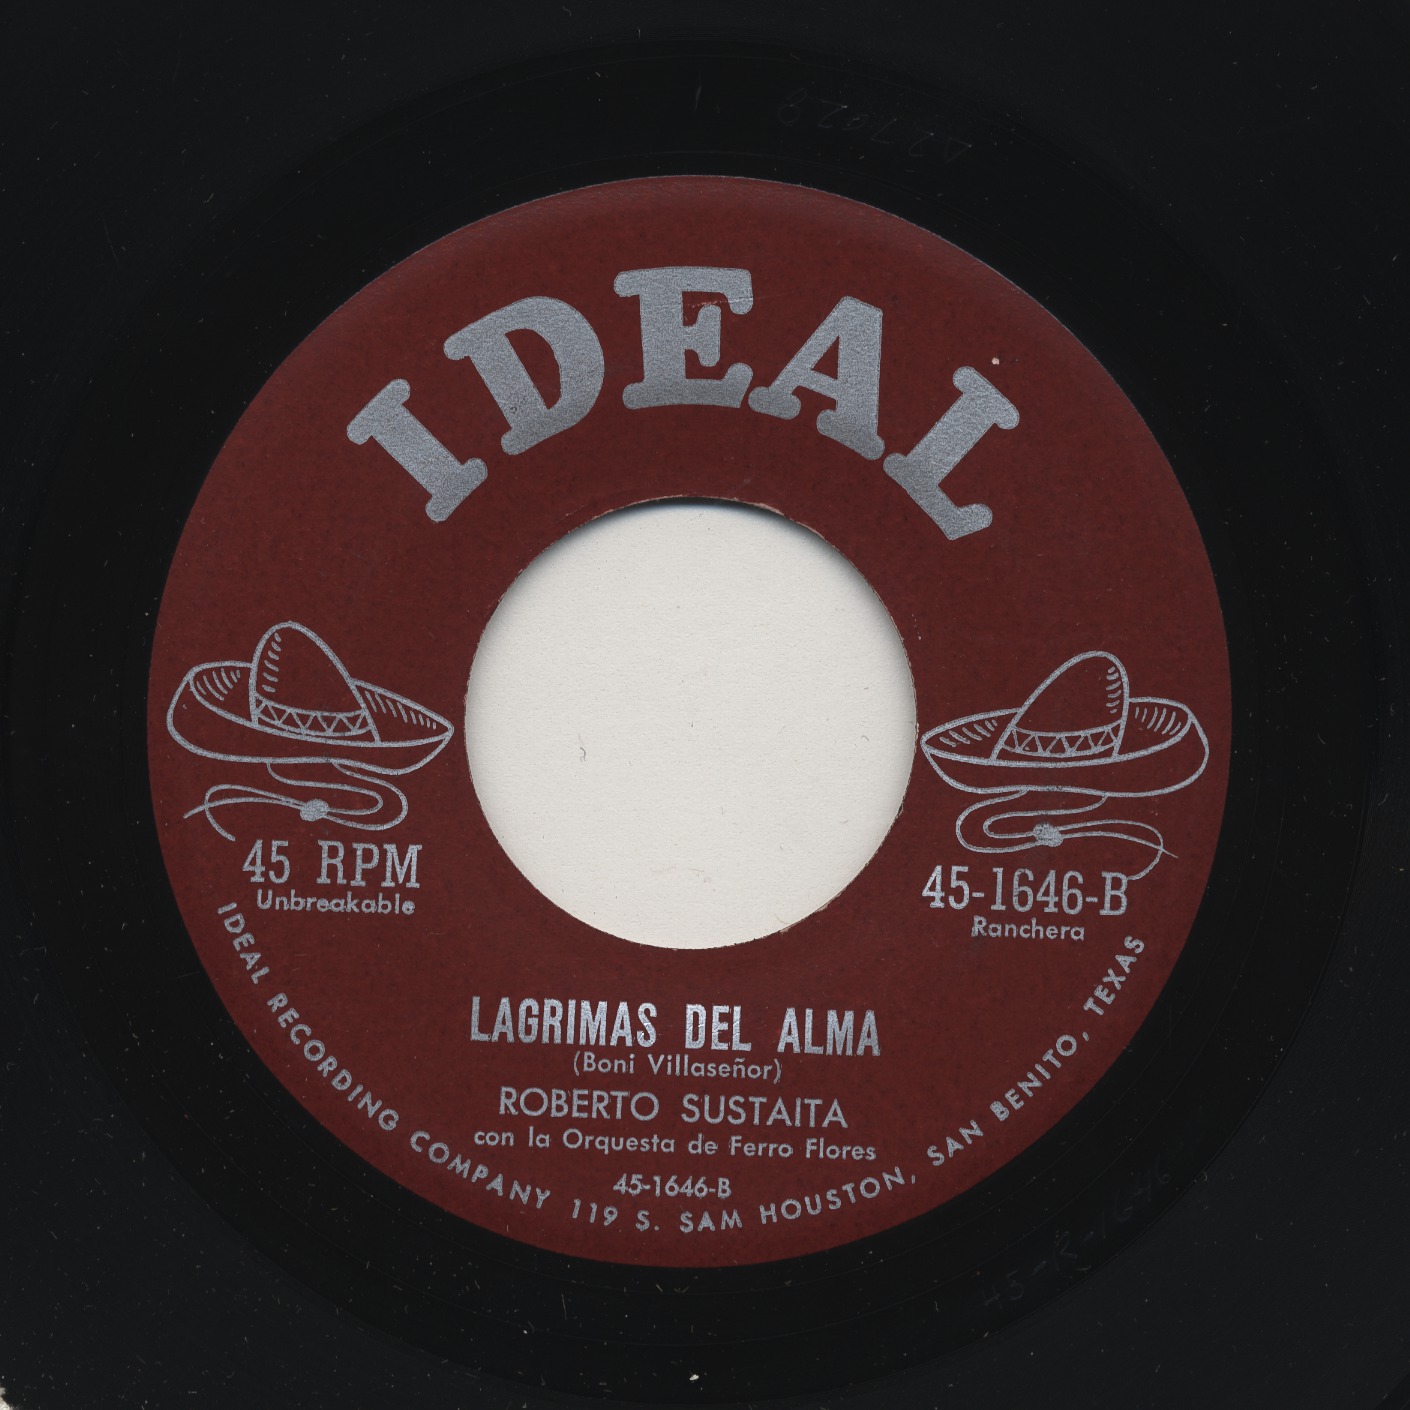 IDEAL
45 RPM
Unbreakable
45-1646-B
Ranchera
LAGRIMAS DEL ALMA
(Boni Villaseñor)
ROBERTO SUSTAITA
con la Orquesta de Ferro Flores
45-1646-B
IDEAL RECORDING COMPANY 119 S. SAM HOUSTON, SAN BENITO, TEXAS